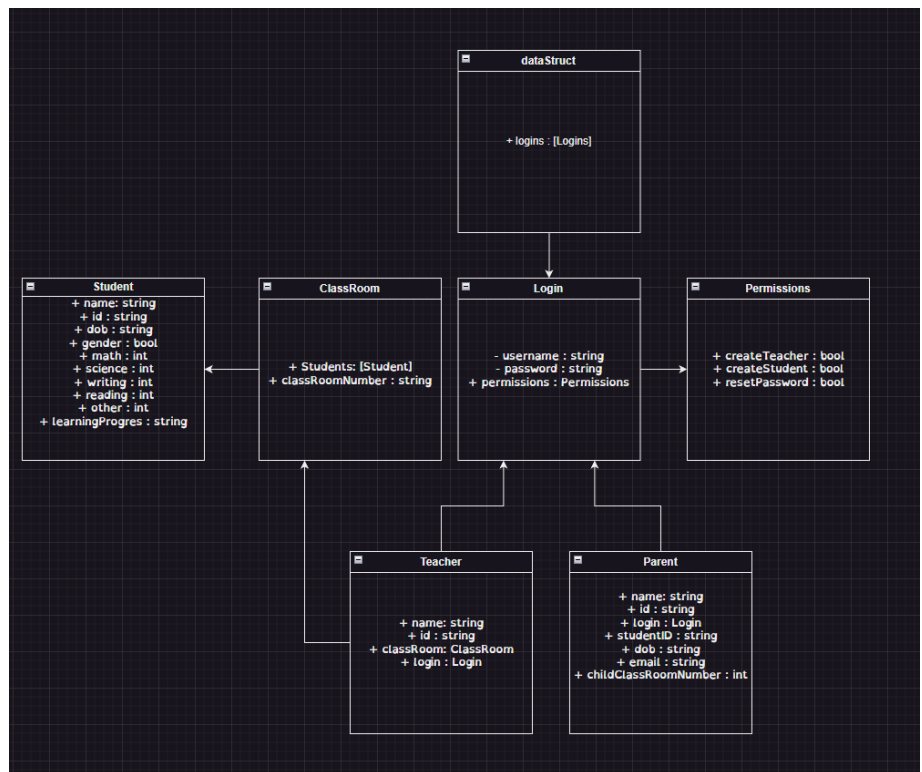 dataStruct
+ logins : [Logins]
Student
+ name: string
+ id : string
+ dob : string
+ gender : bool
+ math : int
+ science : int
+ writing : int
+ reading : int
+ other : int
+ learningProgres : string
ClassRoom
+ Students: [Student]
+ classRoomNumber : string
Login
- username : string
- password : string
+ permissions : Permissions
Permissions
+ createTeacher : bool
+ createStudent : bool
+ resetPassword : bool
Teacher
+ name: string
+ id : string
+ classRoom: ClassRoom
+ login : Login
Parent
+ name: string
+ id : string
+ login : Login
+ studentID : string
+ dob : string
+ email : string
+ childClassRoomNumber : int